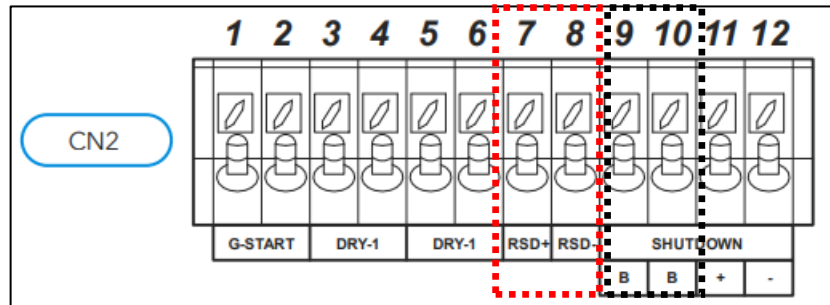 1 2 3 4 5 6 7 8 9 10 11 12
CN2
G-START DRY-1 DRY-1 RSD+ RSD- SHUTDOWN
B B + -